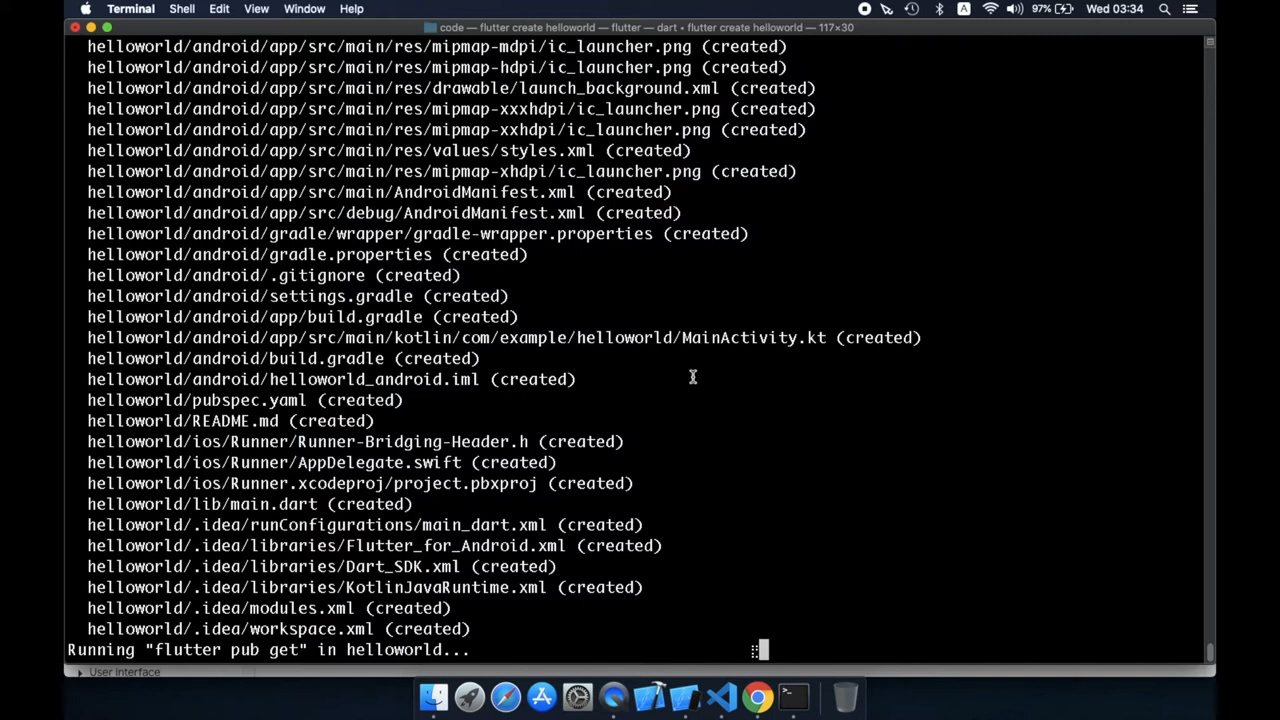 Terminal Shell Edit View Window Help A 97% Wed 03:34
code — flutter create helloworld — flutter — dart • flutter create helloworld — 117×30
helloworld/android/app/src/main/res/mipmap-mdpi/ic_launcher.png (created)
helloworld/android/app/src/main/res/mipmap-hdpi/ic_launcher.png (created)
helloworld/android/app/src/main/res/drawable/launch_background.xml (created)
helloworld/android/app/src/main/res/mipmap-xxxhdpi/ic_launcher.png (created)
helloworld/android/app/src/main/res/mipmap-xxhdpi/ic_launcher.png (created)
helloworld/android/app/src/main/res/values/styles.xml (created)
helloworld/android/app/src/main/res/mipmap-xhdpi/ic_launcher.png (created)
helloworld/android/app/src/main/AndroidManifest.xml (created)
helloworld/android/app/src/debug/AndroidManifest.xml (created)
helloworld/android/gradle/wrapper/gradle-wrapper.properties (created)
helloworld/android/gradle.properties (created)
helloworld/android/.gitignore (created)
helloworld/android/settings.gradle (created)
helloworld/android/app/build.gradle (created)
helloworld/android/app/src/main/kotlin/com/example/helloworld/MainActivity.kt (created)
helloworld/android/build.gradle (created)
helloworld/android/helloworld_android.iml (created)
helloworld/pubspec.yaml (created)
helloworld/README.md (created)
helloworld/ios/Runner/Runner-Bridging-Header.h (created)
helloworld/ios/Runner/AppDelegate.swift (created)
helloworld/ios/Runner.xcodeproj/project.pbxproj (created)
helloworld/lib/main.dart (created)
helloworld/.idea/runConfigurations/main_dart.xml (created)
helloworld/.idea/libraries/Flutter_for_Android.xml (created)
helloworld/.idea/libraries/Dart_SDK.xml (created)
helloworld/.idea/libraries/KotlinJavaRuntime.xml (created)
helloworld/.idea/modules.xml (created)
helloworld/.idea/workspace.xml (created)
Running "flutter pub get" in helloworld...
User interface